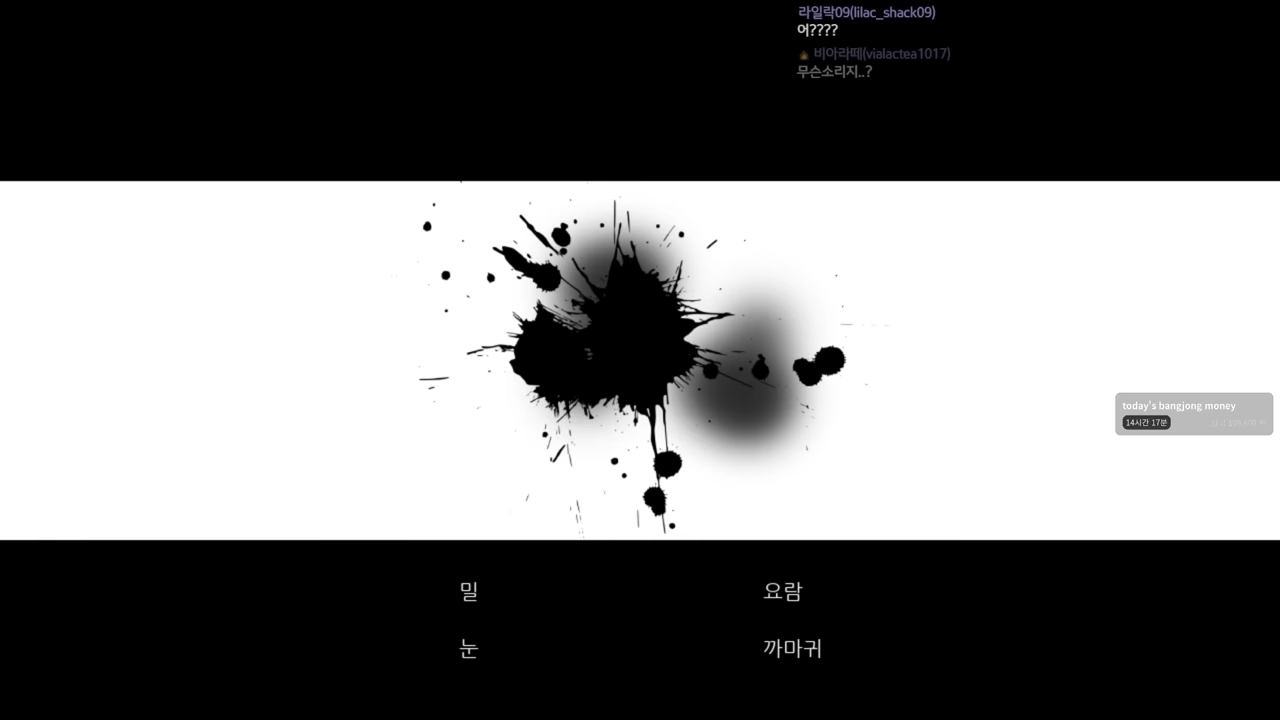 라일락09(lilac_shack09)
어????
비아라떼(vialactea1017)
무슨소리지..?
today's bangjong money
14시간 17분
밀
요람
눈
까마귀